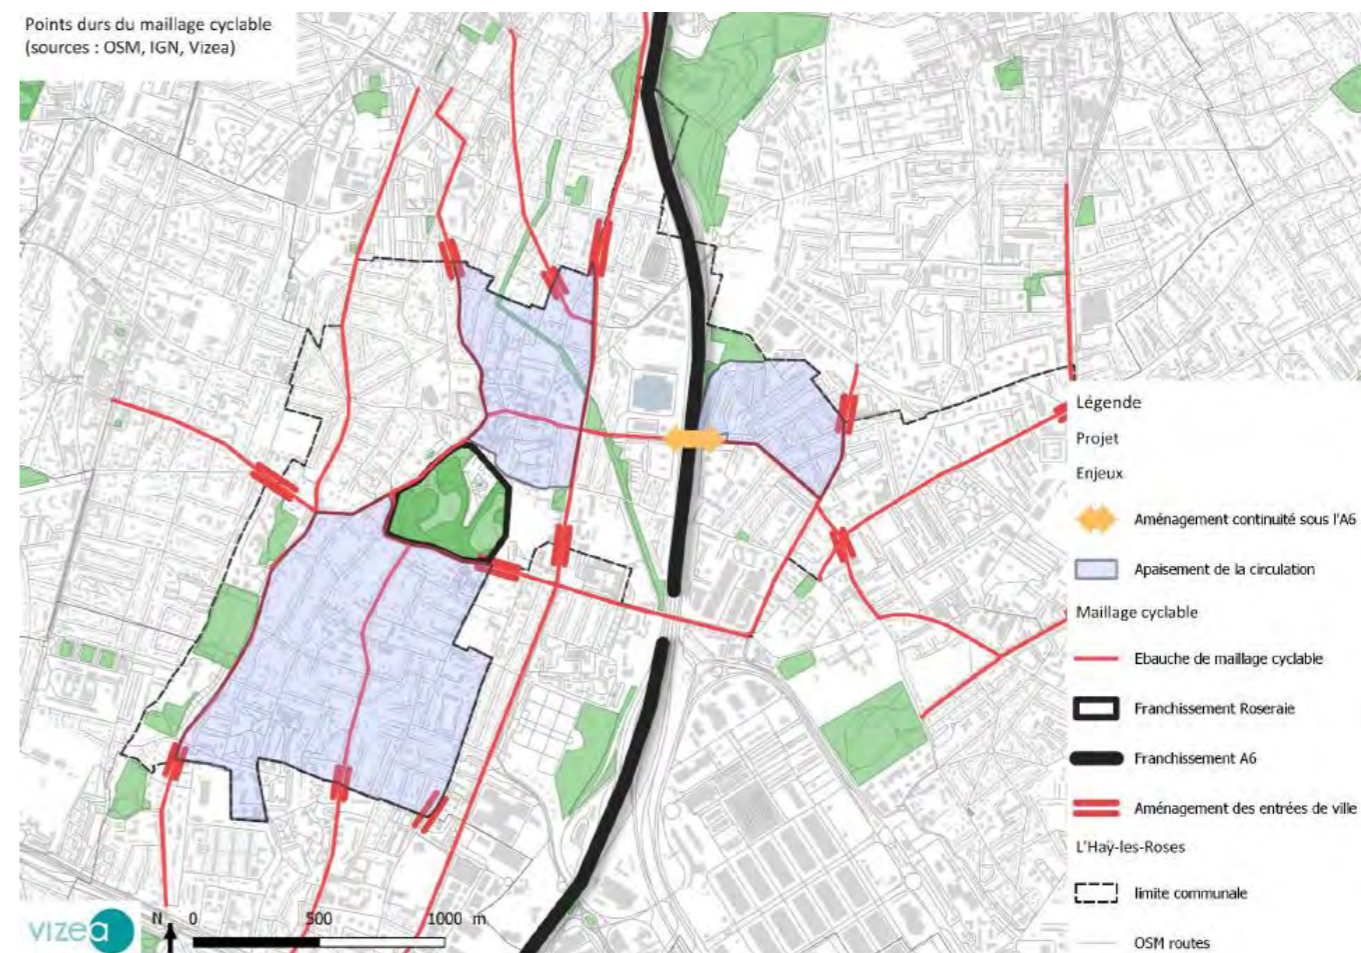 Points durs du maillage cyclable
(sources : OSM, IGN, Vizea)
Légende
Projet
Enjeux
Aménagement continuité sous l'A6
Apaisement de la circulation
Maillage cyclable
Ebauche de maillage cyclable
Franchissement Roseraie
Franchissement A6
Aménagement des entrées de ville
L'Haÿ-les-Roses
limite communale
OSM routes
vizea
N 0 500 1000 m